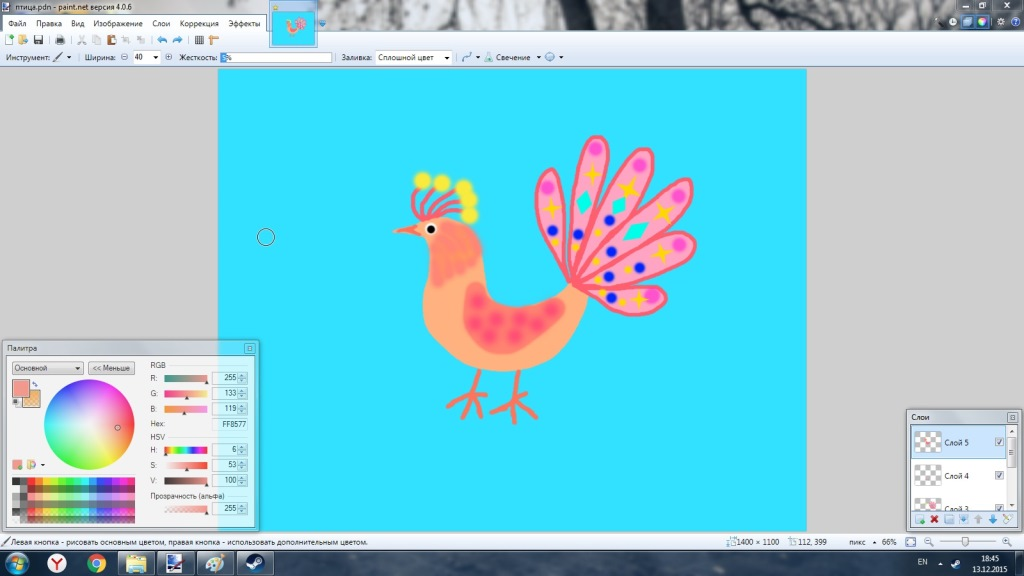 птица.pdn - paint.net версия 4.0.6
Файл Правка Вид Изображение Слои Коррекция Эффекты
Инструмент: Ширина: 40 Жесткость: 5% Заливка: Сплошной цвет Свечение
Палитра
Основной << Меньше
RGB
R: 255
G: 133
B: 119
Hex: FF8577
HSV
H: 6
S: 53
V: 100
Прозрачность (альфа)
255
Слои
Слой 5
Слой 4
Слой 3
Левая кнопка - рисовать основным цветом, правая кнопка - использовать дополнительным цветом.
1400 × 1100 112, 399 пикс 66%
EN 18:45
13.12.2015